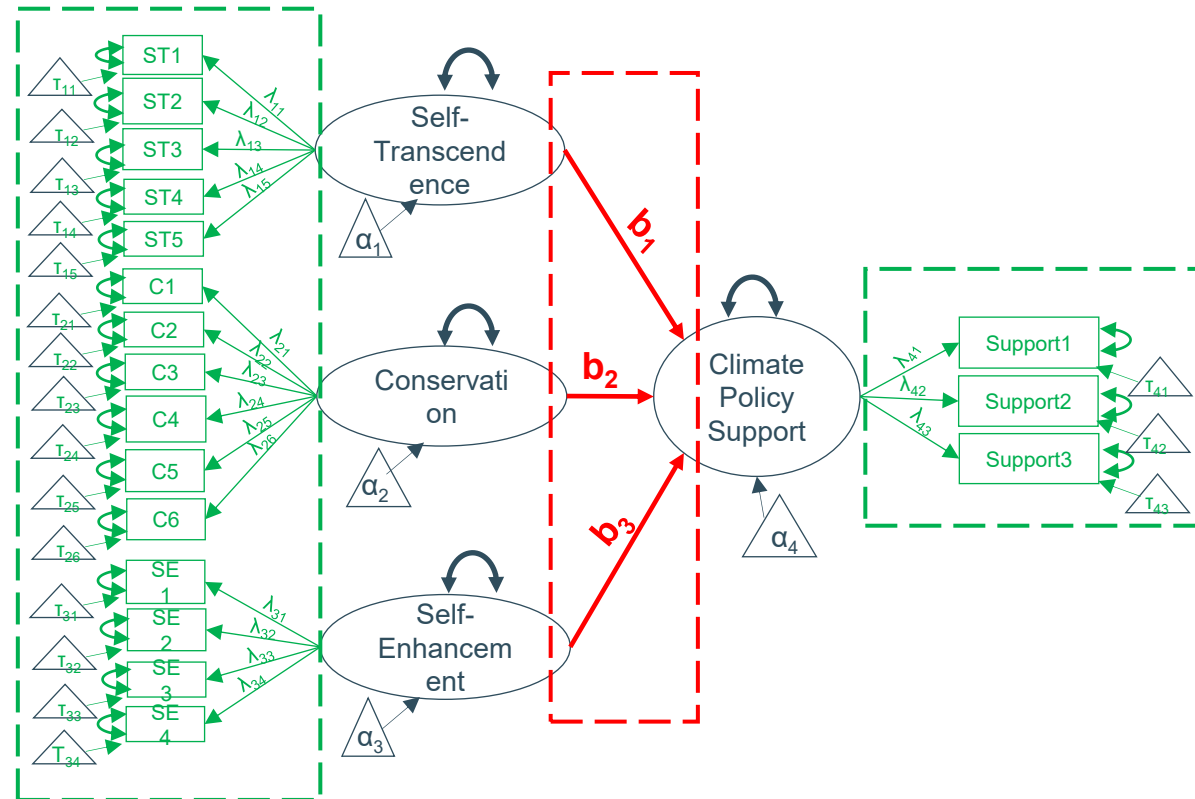 ST1
ST2
ST3
ST4
ST5
C1
C2
C3
C4
C5
C6
SE
1
SE
2
SE
3
SE
4
τ₁₁
τ₁₂
τ₁₃
τ₁₄
τ₁₅
τ₂₁
τ₂₂
τ₂₃
τ₂₄
τ₂₅
τ₂₆
τ₃₁
τ₃₂
τ₃₃
T₃₄
λ₁₁
λ₁₂
λ₁₃
λ₁₄
λ₁₅
λ₂₁
λ₂₂
λ₂₃
λ₂₄
λ₂₅
λ₂₆
λ₃₁
λ₃₂
λ₃₃
λ₃₄
Self-
Transcend
ence
α₁
Conservati
on
α₂
Self-
Enhancem
ent
α₃
b₁
b₂
b₃
Climate
Policy
Support
α₄
λ₄₁
λ₄₂
λ₄₃
Support1
Support2
Support3
τ₄₁
τ₄₂
τ₄₃